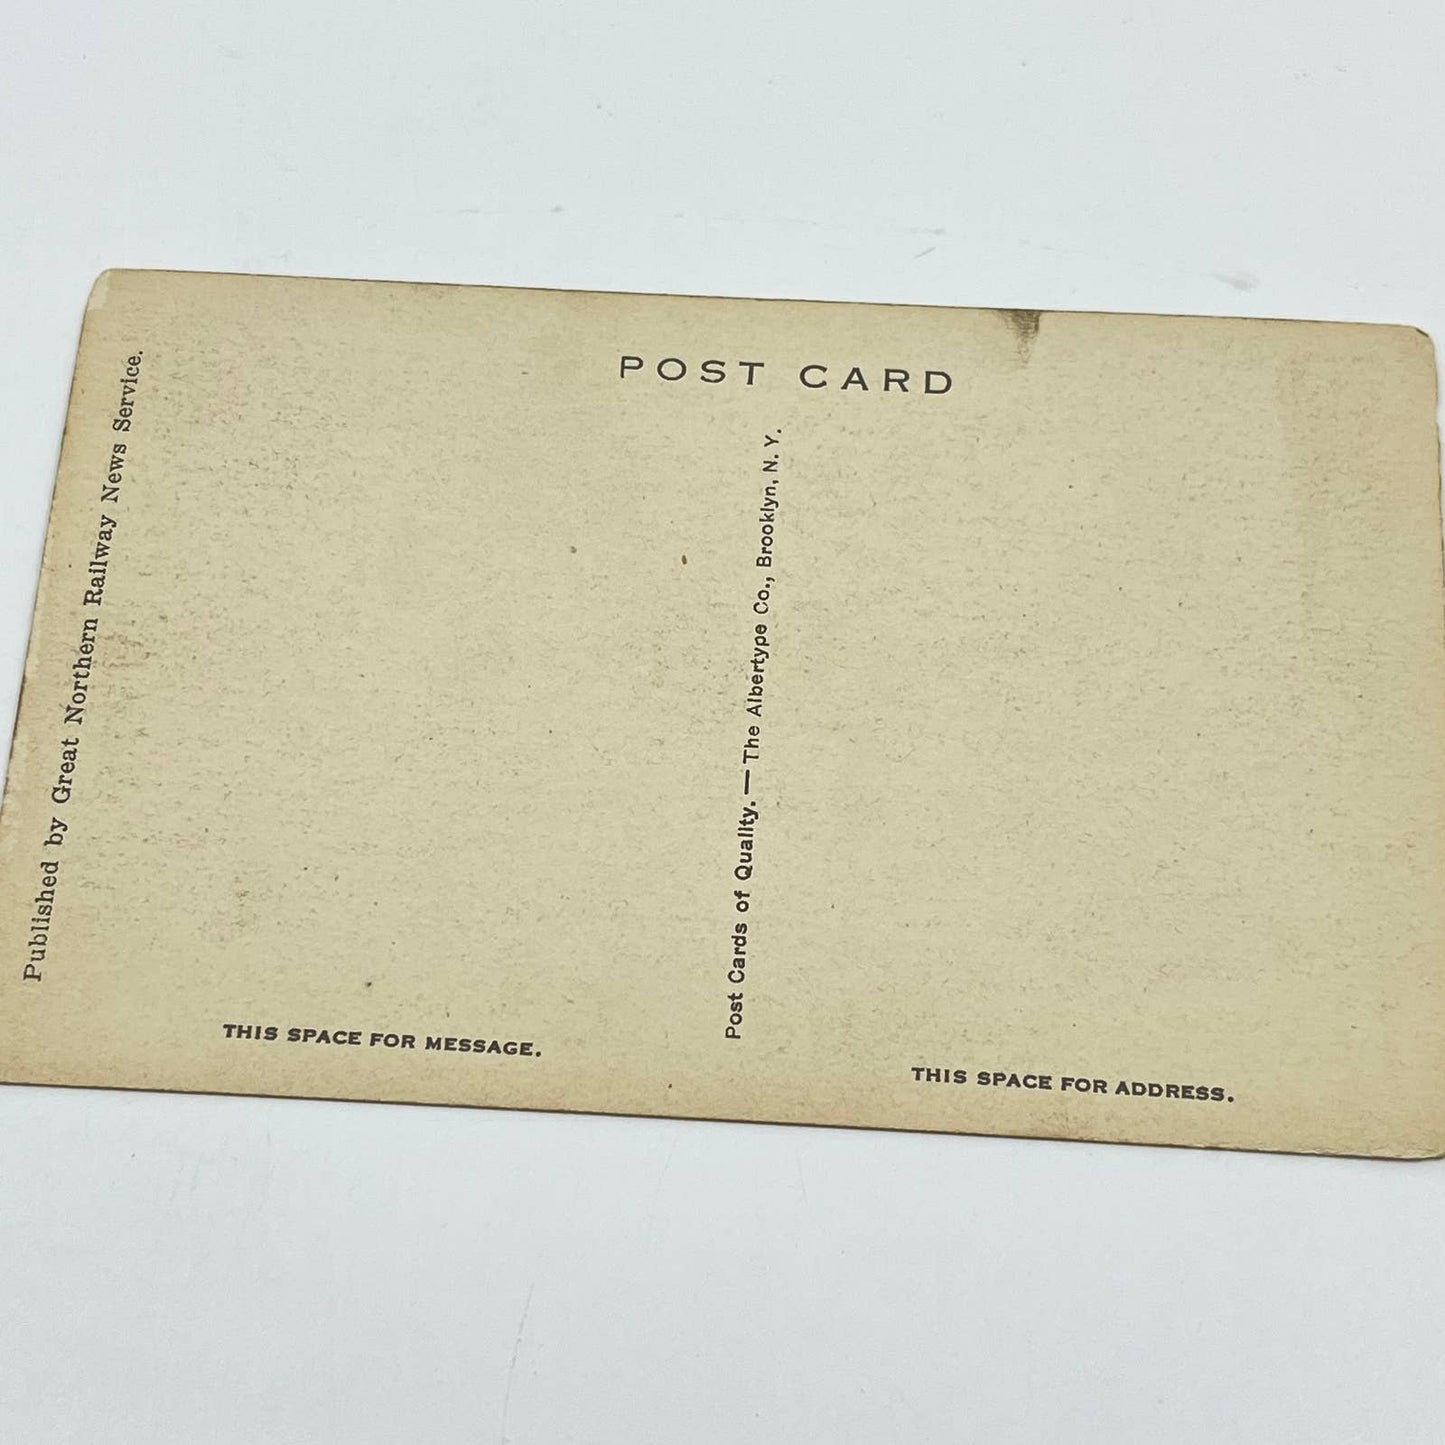 POST CARD
Published by Great Northern Railway News Service.
Post Cards of Quality. — The Albertype Co., Brooklyn, N. Y.
THIS SPACE FOR MESSAGE.
THIS SPACE FOR ADDRESS.